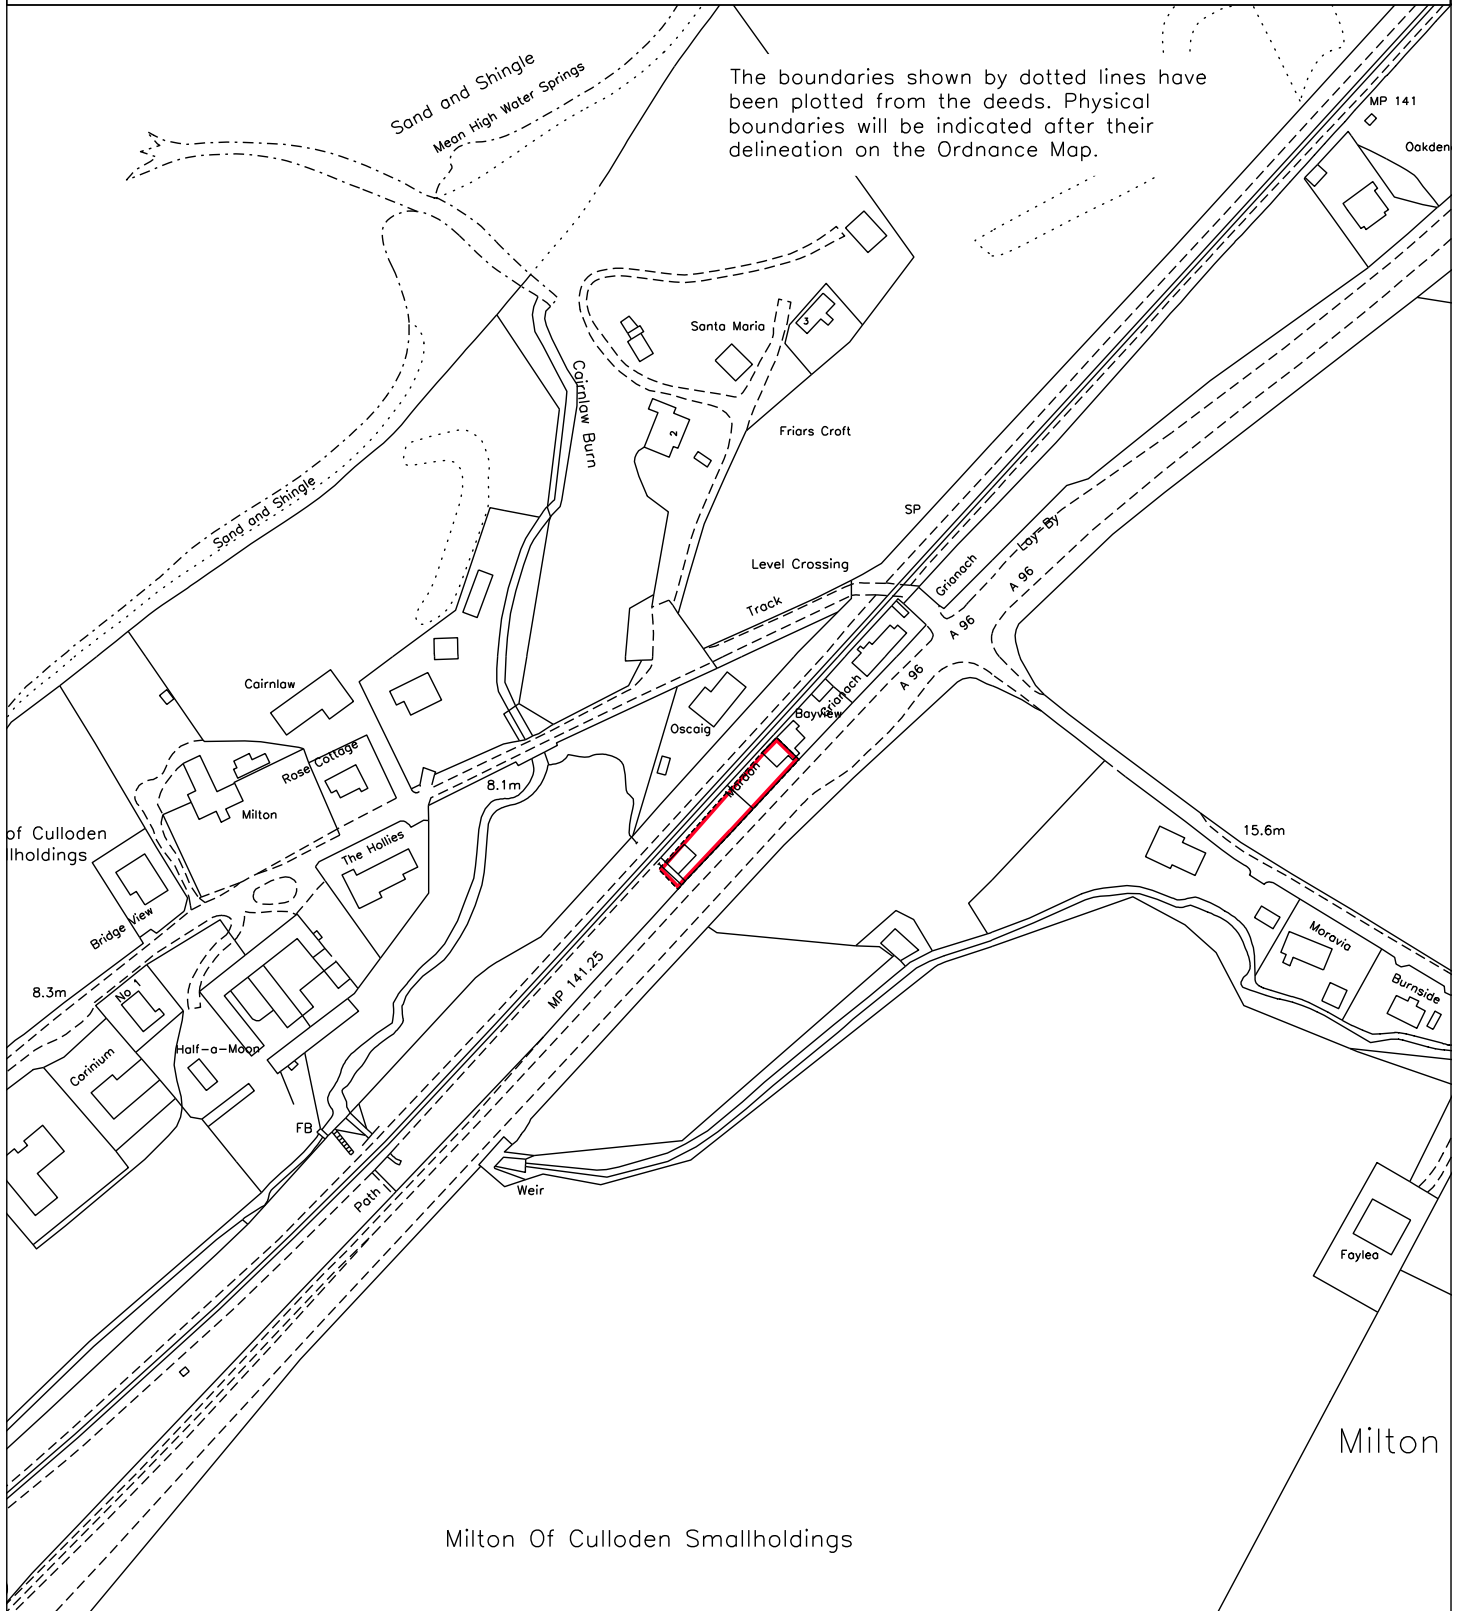 Sand and Shingle
Mean High Water Springs
The boundaries shown by dotted lines have
been plotted from the deeds. Physical
boundaries will be indicated after their
delineation on the Ordnance Map.
MP 141
Oakden
Santa Maria
3
Cairnlaw Burn
2
Friars Croft
Sand and Shingle
SP
Lay-By
Level Crossing
Grianach
A 96
Track
A 96
A 96
Cairnlaw
Grianach
Bayview
Oscaig
Rose Cottage
8.1m
Milton
of Culloden
llholdings
The Hollies
15.6m
Bridge View
Moravia
MP 141.25
8.3m
No 1
Burnside
Half-a-Moon
Corinium
FB
Weir
Path
Faylea
Milton
Milton Of Culloden Smallholdings